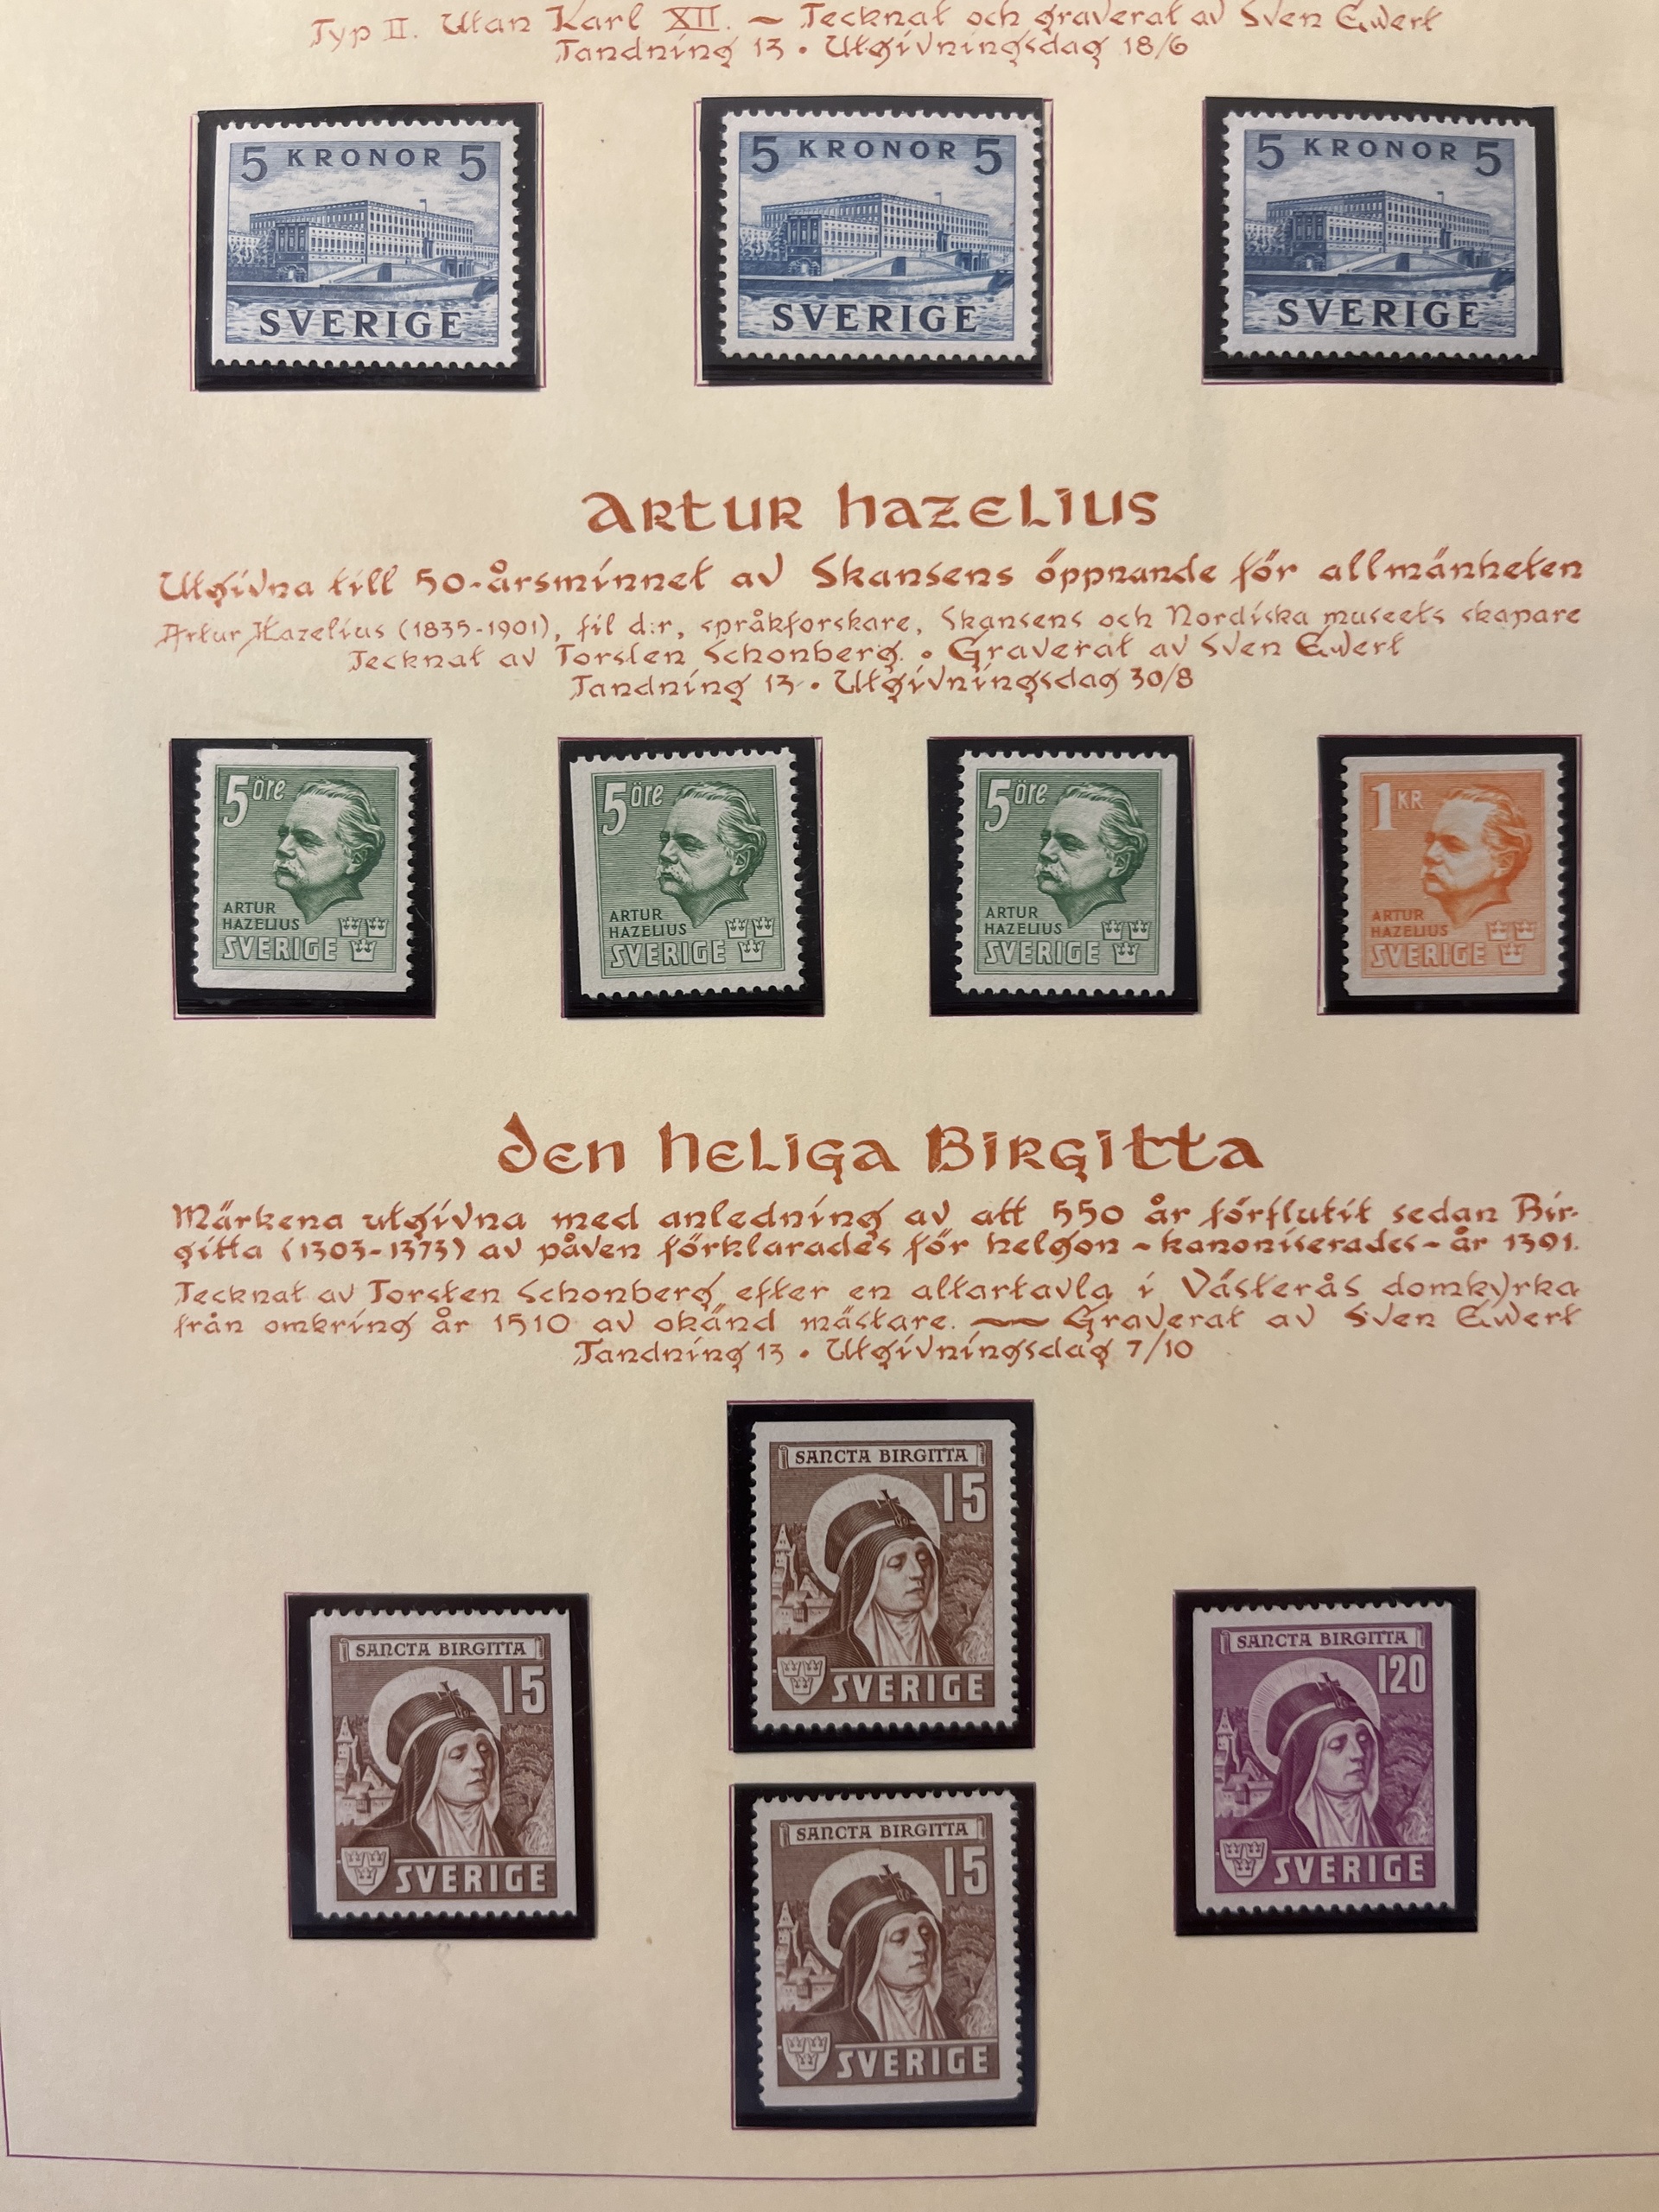 Typ II. Utan Karl XII. ~ Tecknat och graverat av Sven Ewert
Tandning 13 • Utgivningsdag 18/6
5 KRONOR 5
SVERIGE
5 KRONOR 5
SVERIGE
5 KRONOR 5
SVERIGE
Artur Hazelius
Utgivna till 50-årsminnet av Skansens öppnande för allmänheten
Artur Hazelius (1835-1901), fil d:r, språkforskare, Skansens och Nordiska museets skapare
Tecknat av Torsten Schonberg. • Graverat av Sven Ewert
Tandning 13 • Utgivningsdag 30/8
5 öre
ARTUR
HAZELIUS
SVERIGE
5 öre
ARTUR
HAZELIUS
SVERIGE
5 öre
ARTUR
HAZELIUS
SVERIGE
1 KR
ARTUR
HAZELIUS
SVERIGE
den heliga Birgitta
Märkena utgivna med anledning av att 550 år förflutit sedan Bir-
gitta (1303-1373) av påven förklarades för helgon - kanoniserades - år 1391.
Tecknat av Torsten Schonberg efter en altartavla i Västerås domkyrka
från omkring år 1510 av okänd mästare. ~~ Graverat av Sven Ewert
Tandning 13 • Utgivningsdag 7/10
SANCTA BIRGITTA
15
SVERIGE
SANCTA BIRGITTA
15
SVERIGE
SANCTA BIRGITTA
120
SVERIGE
SANCTA BIRGITTA
15
SVERIGE